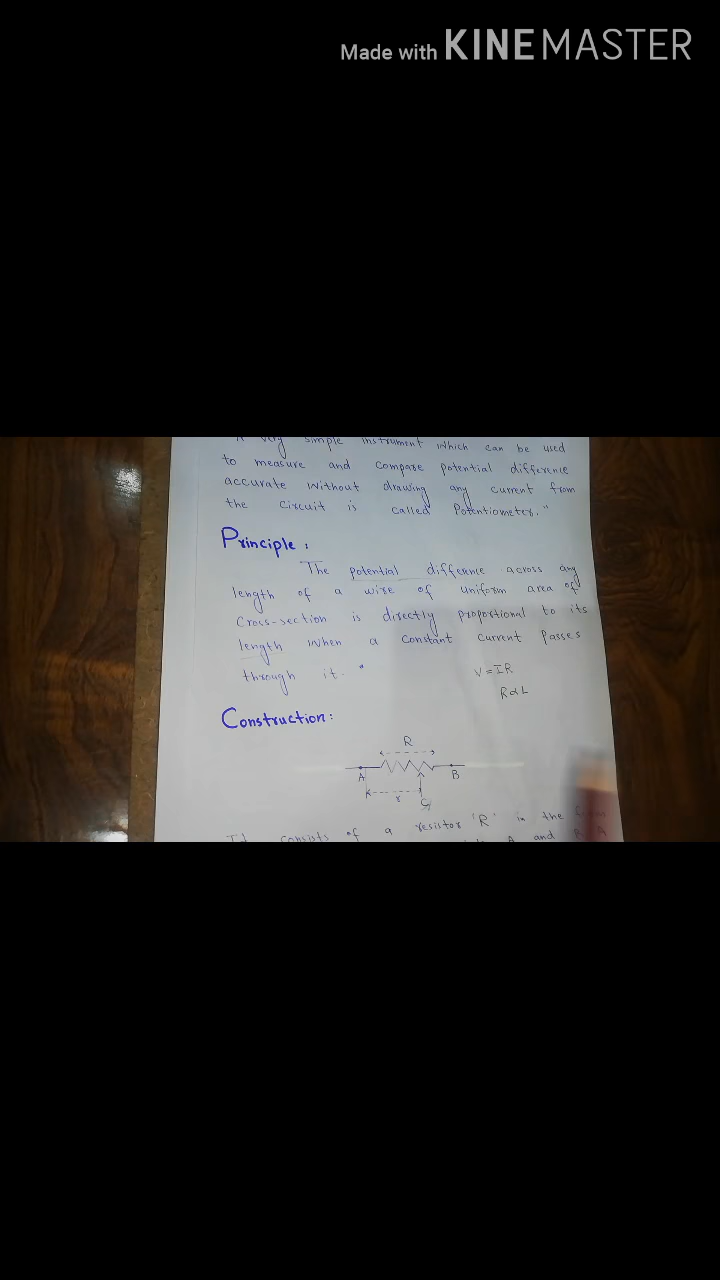 Made with KINEMASTER
A very simple instrument which can be used
to measure and compare potential difference
accurate without drawing any current from
the circuit is called Potentiometer."
Principle :
The potential difference across any
length of a wire of uniform area of
cross-section is directly proportional to its
length when a constant current passes
through it. "
V = IR
R α L
Construction :
R
A B
r C
It consists of a resistor 'R' in the
A and